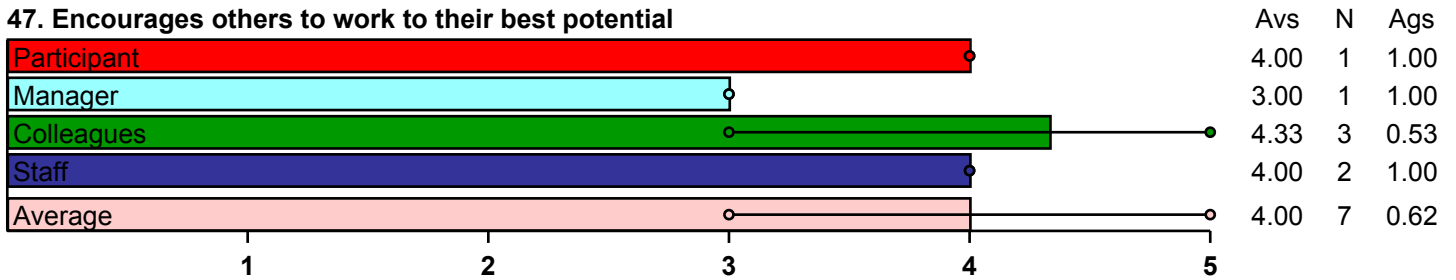 47. Encourages others to work to their best potential Avs N Ags
Participant 4.00 1 1.00
Manager 3.00 1 1.00
Colleagues 4.33 3 0.53
Staff 4.00 2 1.00
Average 4.00 7 0.62
1 2 3 4 5